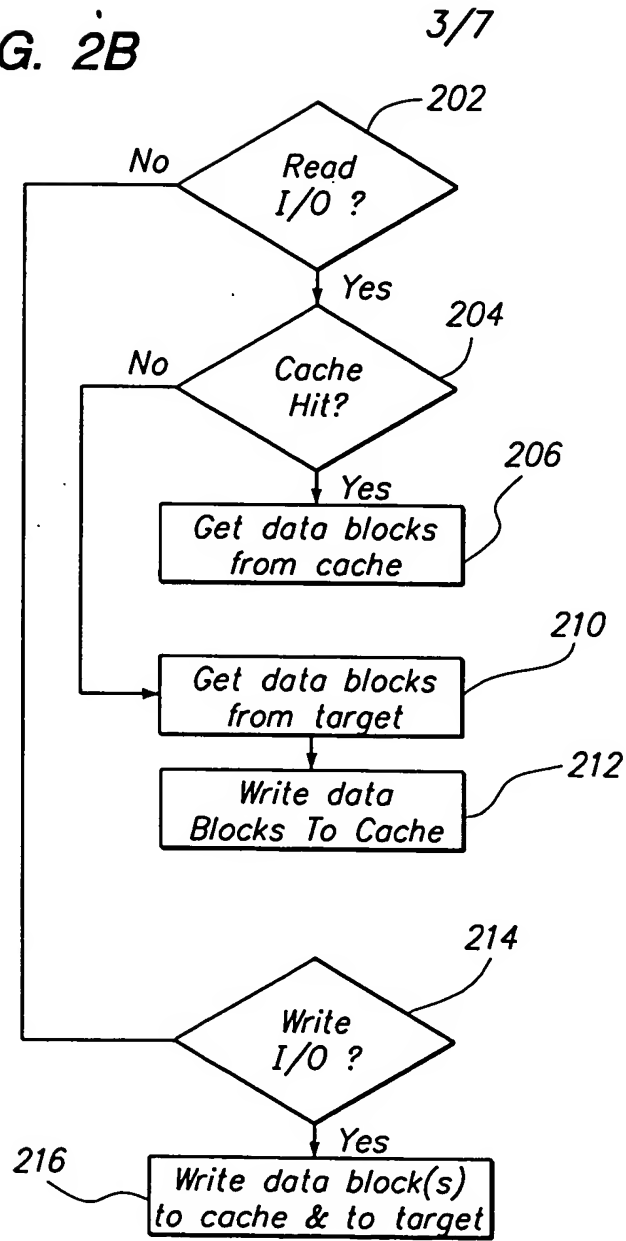 G. 2B
3/7
202
No
Read
I/O ?
Yes
204
No
Cache
Hit?
Yes
206
Get data blocks
from cache
210
Get data blocks
from target
212
Write data
Blocks To Cache
214
Write
I/O ?
Yes
216
Write data block(s)
to cache & to target